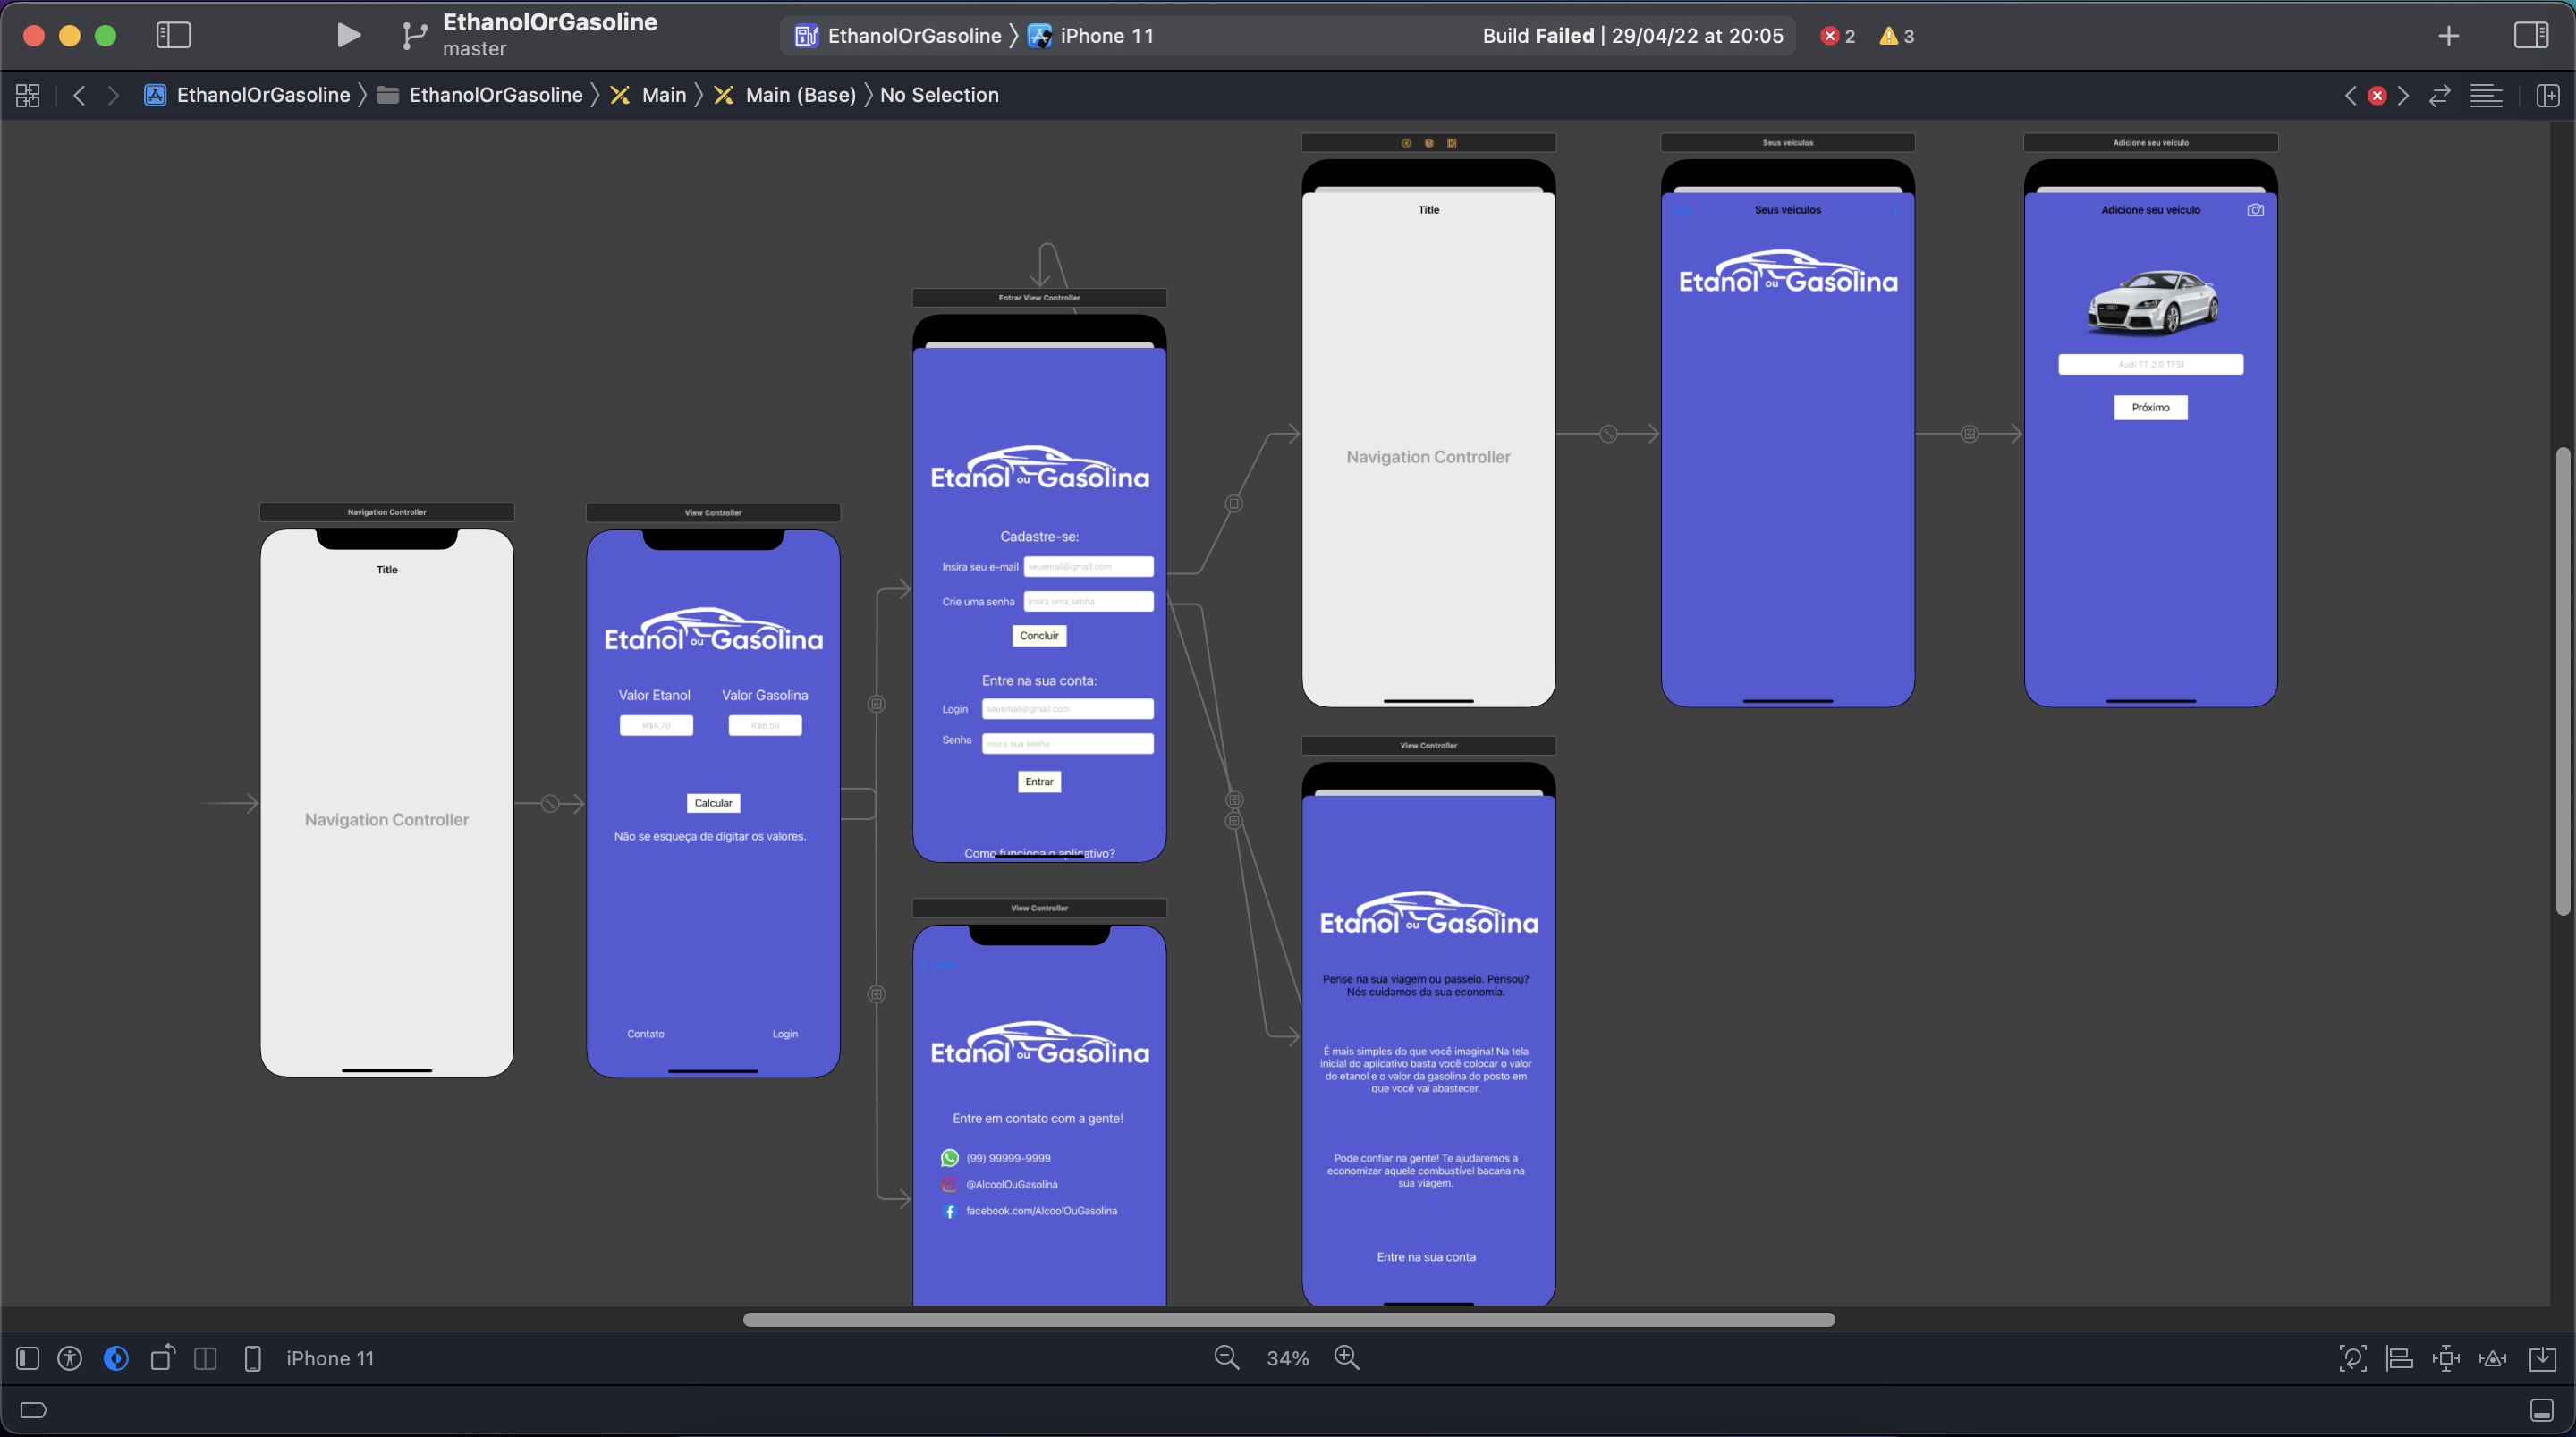 EthanolOrGasoline
master
EthanolOrGasoline
iPhone 11
Build Failed | 29/04/22 at 20:05
2
3
EthanolOrGasoline
EthanolOrGasoline
Main
Main (Base)
No Selection
Seus veículos
Adicione seu veículo
Title
Navigation Controller
Seus veículos
Etanol ou Gasolina
Adicione seu veículo
Audi TT 2.0 TFSI
Próximo
Entrar View Controller
Etanol ou Gasolina
Cadastre-se:
Insira seu e-mail
seuemail@gmail.com
Crie uma senha
insira uma senha
Concluir
Entre na sua conta:
Login
seuemail@gmail.com
Senha
insira sua senha
Entrar
Como funciona o aplicativo?
Navigation Controller
Title
Navigation Controller
View Controller
Etanol ou Gasolina
Valor Etanol
Valor Gasolina
R$4,70
R$6,50
Calcular
Não se esqueça de digitar os valores.
Contato
Login
View Controller
Etanol ou Gasolina
Entre em contato com a gente!
(99) 99999-9999
@AlcoolOuGasolina
facebook.com/AlcoolOuGasolina
View Controller
Etanol ou Gasolina
Pense na sua viagem ou passeio. Pensou?
Nós cuidamos da sua economia.
É mais simples do que você imagina! Na tela
inicial do aplicativo basta você colocar o valor
do etanol e o valor da gasolina do posto em
que você vai abastecer.
Pode confiar na gente! Te ajudaremos a
economizar aquele combustível bacana na
sua viagem.
Entre na sua conta
iPhone 11
34%